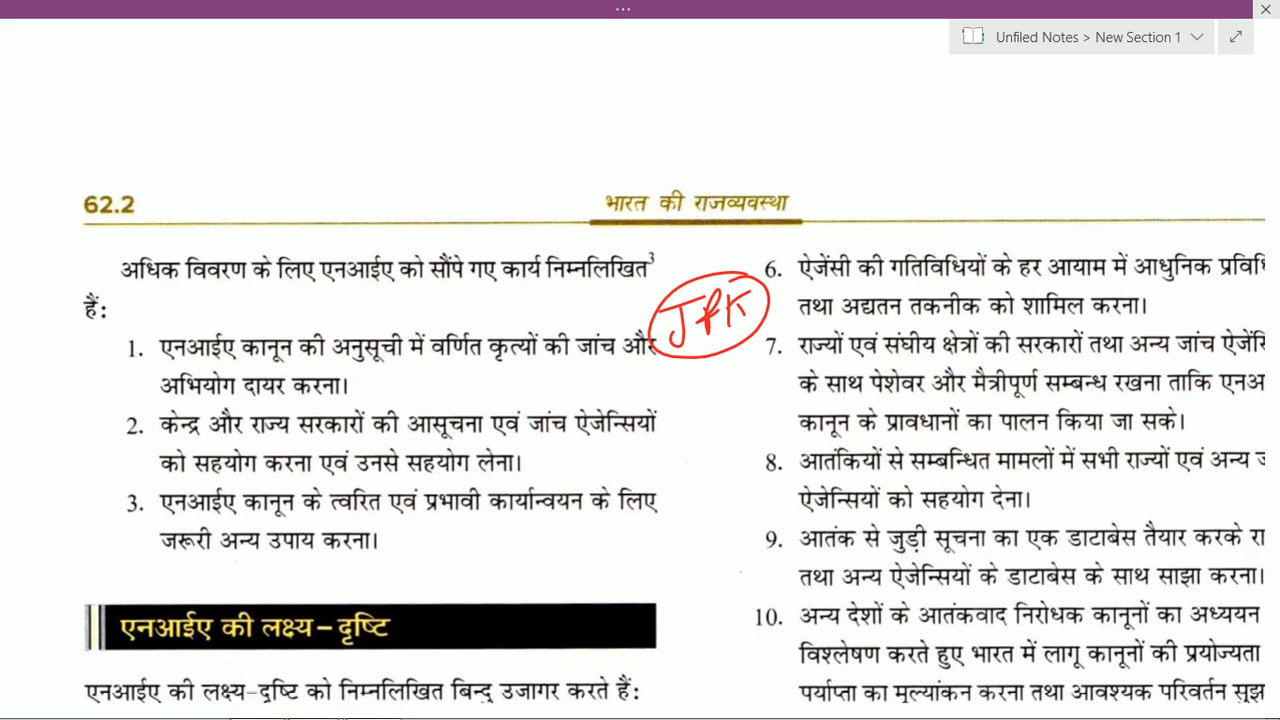 ...
Unfiled Notes > New Section 1
62.2
भारत की राजव्यवस्था
अधिक विवरण के लिए एनआईए को सौंपे गए कार्य निम्नलिखित³
हैं:
1. एनआईए कानून की अनुसूची में वर्णित कृत्यों की जांच और
अभियोग दायर करना।
2. केन्द्र और राज्य सरकारों की आसूचना एवं जांच ऐजेन्सियों
को सहयोग करना एवं उनसे सहयोग लेना।
3. एनआईए कानून के त्वरित एवं प्रभावी कार्यान्वयन के लिए
जरूरी अन्य उपाय करना।
एनआईए की लक्ष्य-दृष्टि
एनआईए की लक्ष्य-दृष्टि को निम्नलिखित बिन्दु उजागर करते हैं:
J&K
6. ऐजेंसी की गतिविधियों के हर आयाम में आधुनिक
तथा अद्यतन तकनीक को शामिल करना।
7. राज्यों एवं संघीय क्षेत्रों की सरकारों तथा अन्य जांच
के साथ पेशेवर और मैत्रीपूर्ण सम्बन्ध रखना ताकि
कानून के प्रावधानों का पालन किया जा सके।
8. आतंकियों से सम्बन्धित मामलों में सभी राज्यों एवं अन्य
ऐजेन्सियों को सहयोग देना।
9. आतंक से जुड़ी सूचना का एक डाटाबेस तैयार करके
तथा अन्य ऐजेन्सियों के डाटाबेस के साथ साझा करना।
10. अन्य देशों के आतंकवाद निरोधक कानूनों का अध्ययन
विश्लेषण करते हुए भारत में लागू कानूनों की प्रयोज्यता
पर्याप्ता का मूल्यांकन करना तथा आवश्यक परिवर्तन